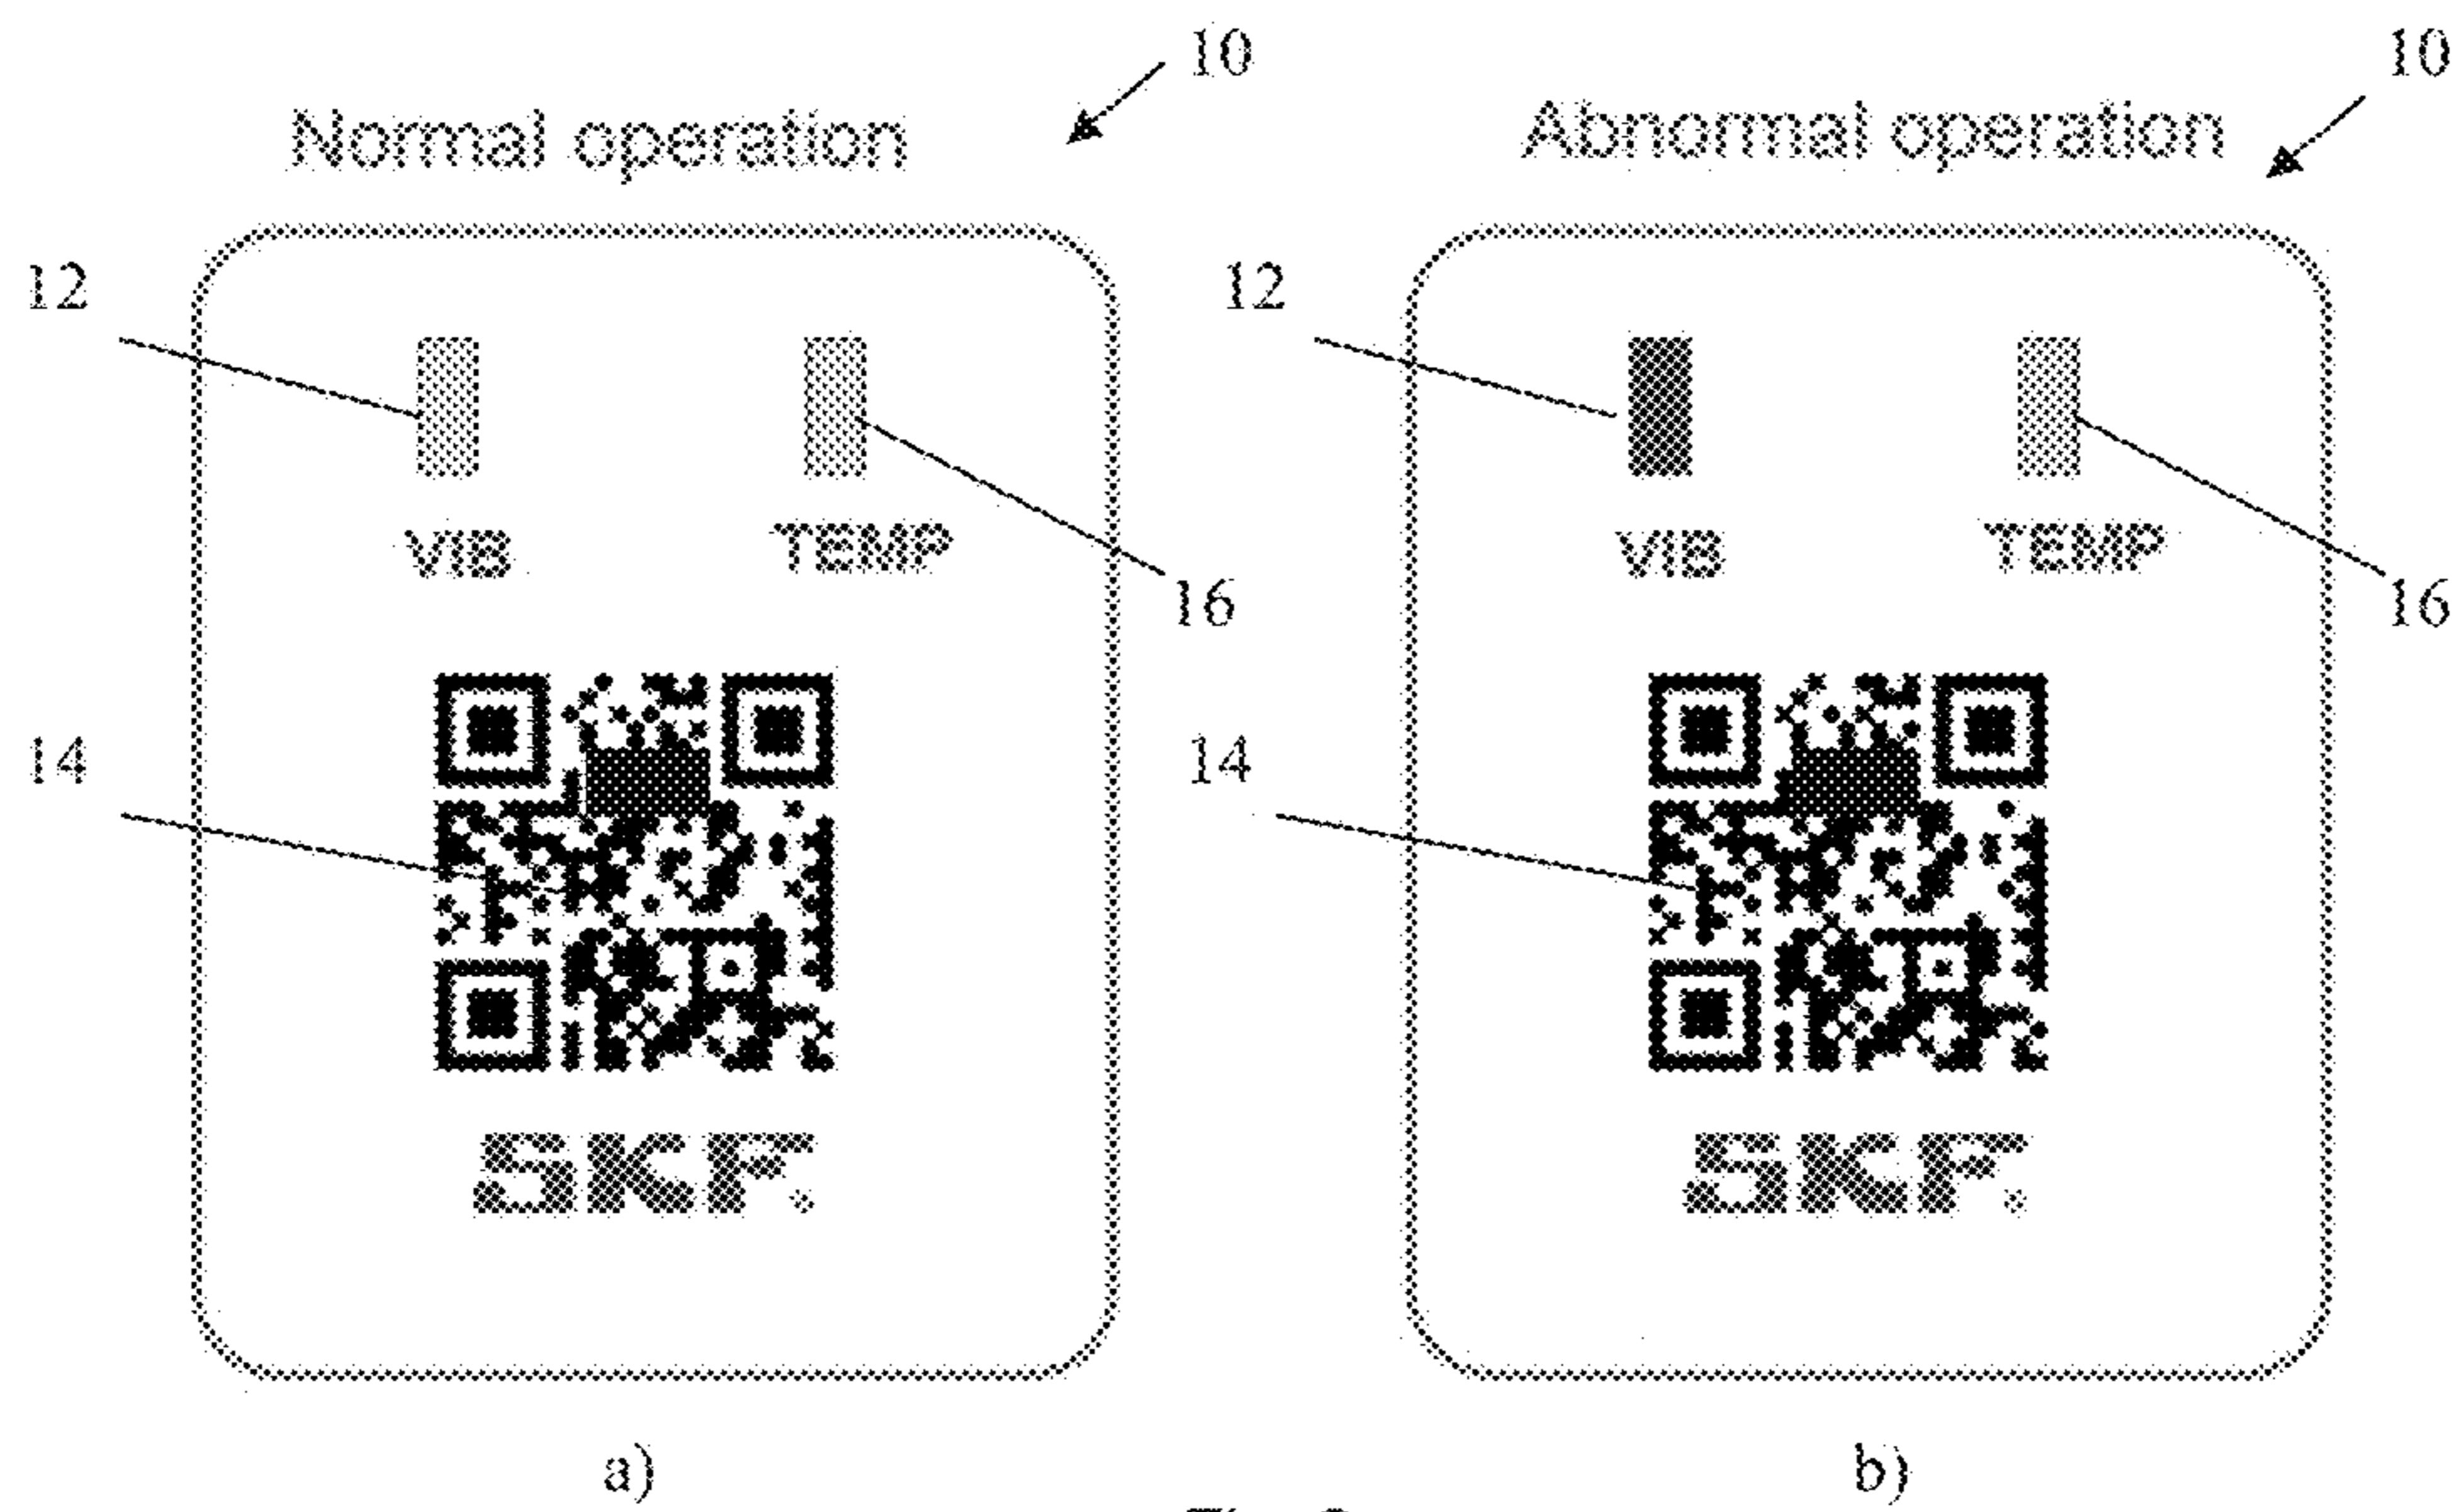 10
10
Normal operation
Abnormal operation
12
12
VIB
TEMP
VIB
TEMP
16
16
14
14
SKF
SKF
a)
b)